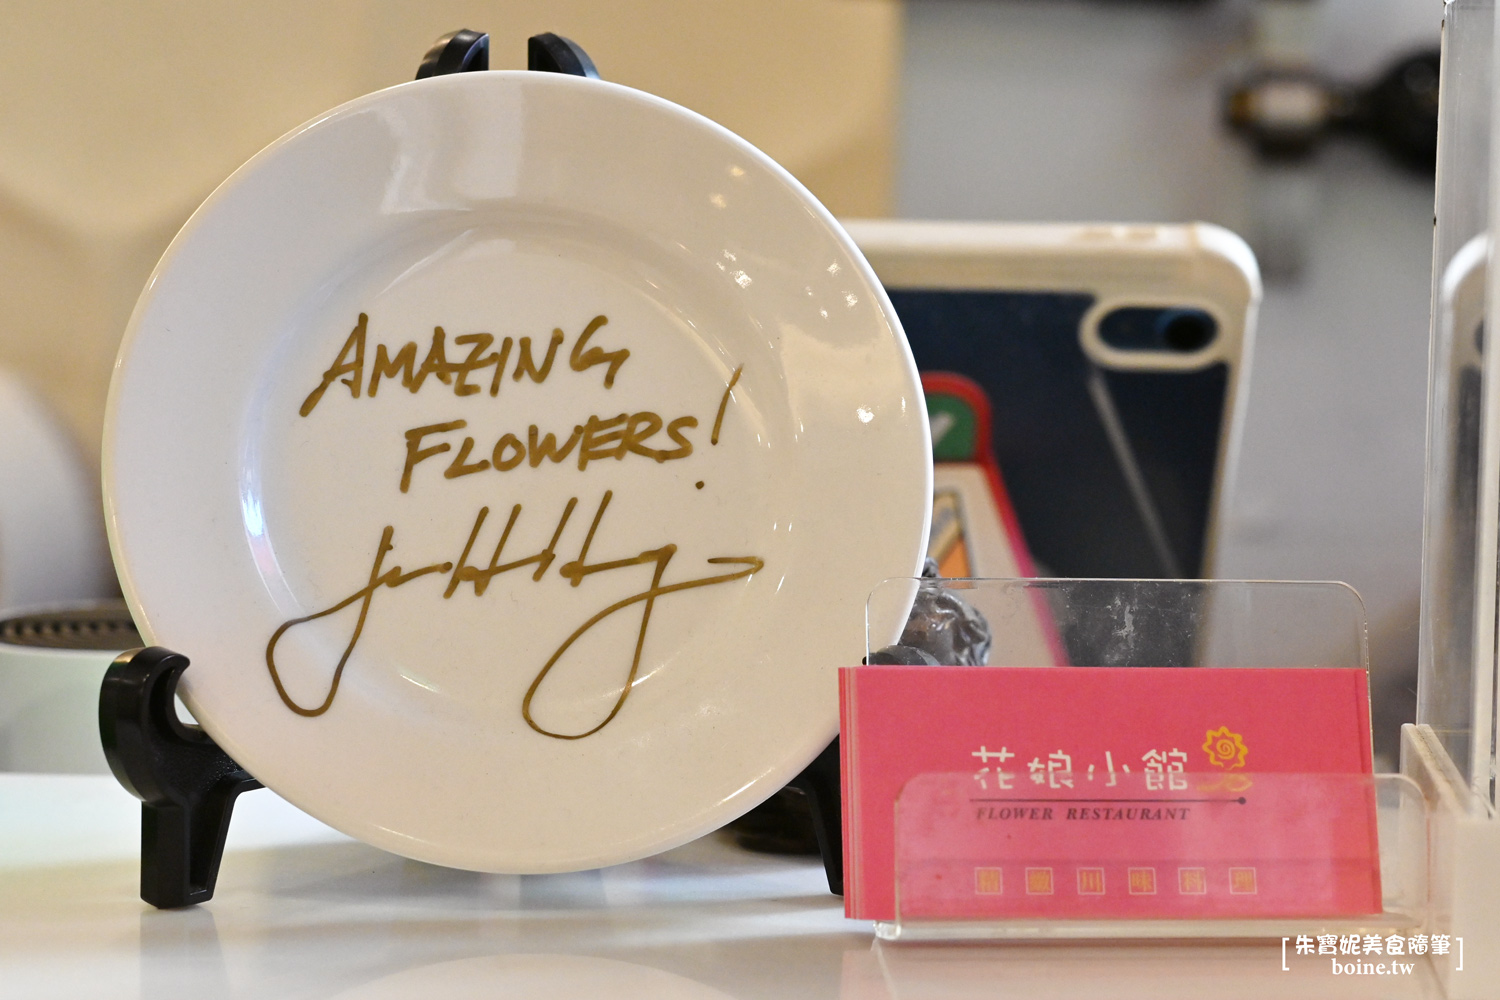 AMAZING
FLOWERS!
花娘小館
FLOWER RESTAURANT
精緻川味料理
[朱寶妮美食隨筆]
boine.tw